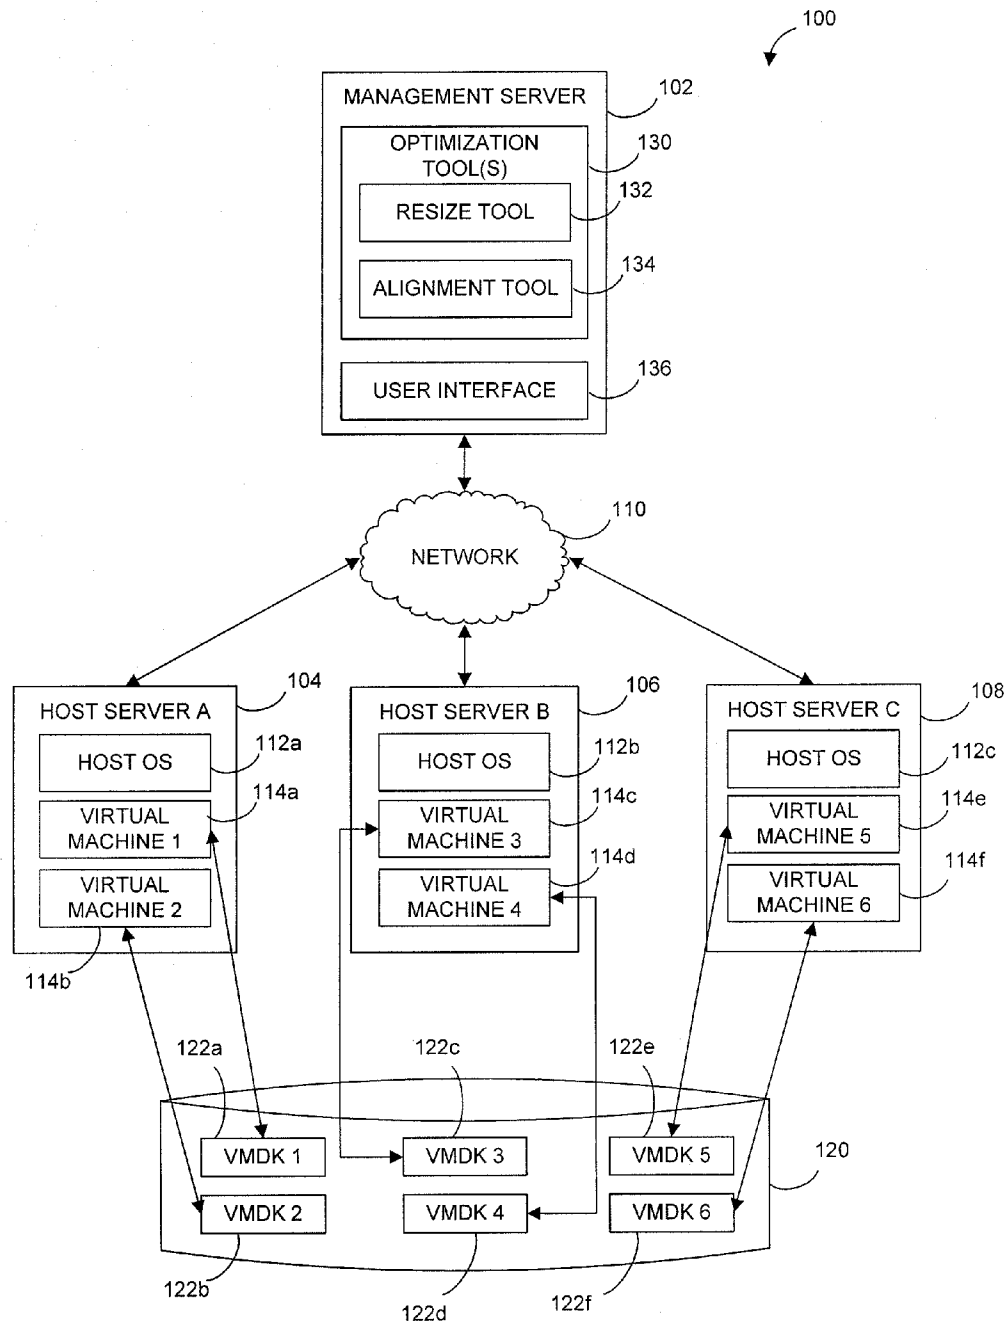 100
MANAGEMENT SERVER
102
OPTIMIZATION
TOOL(S)
130
RESIZE TOOL
132
ALIGNMENT TOOL
134
USER INTERFACE
136
NETWORK
110
HOST SERVER A
104
HOST OS
112a
VIRTUAL
MACHINE 1
114a
VIRTUAL
MACHINE 2
114b
HOST SERVER B
106
HOST OS
112b
VIRTUAL
MACHINE 3
114c
VIRTUAL
MACHINE 4
114d
HOST SERVER C
108
HOST OS
112c
VIRTUAL
MACHINE 5
114e
VIRTUAL
MACHINE 6
114f
122a
122c
122e
VMDK 1
VMDK 3
VMDK 5
120
VMDK 2
VMDK 4
VMDK 6
122b
122d
122f